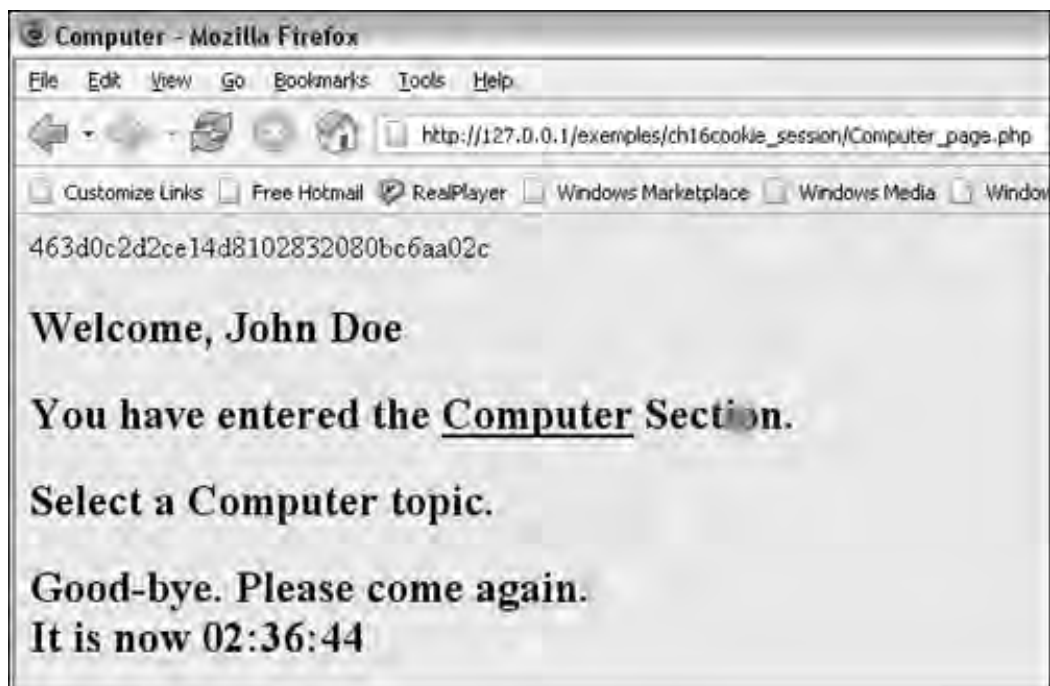 Computer - Mozilla Firefox
File Edit View Go Bookmarks Tools Help
http://127.0.0.1/exemples/ch16cookie_session/Computer_page.php
Customize Links Free Hotmail RealPlayer Windows Marketplace Windows Media Window
463d0c2d2ce14d8102832080bc6aa02c
Welcome, John Doe
You have entered the Computer Section.
Select a Computer topic.
Good-bye. Please come again.
It is now 02:36:44